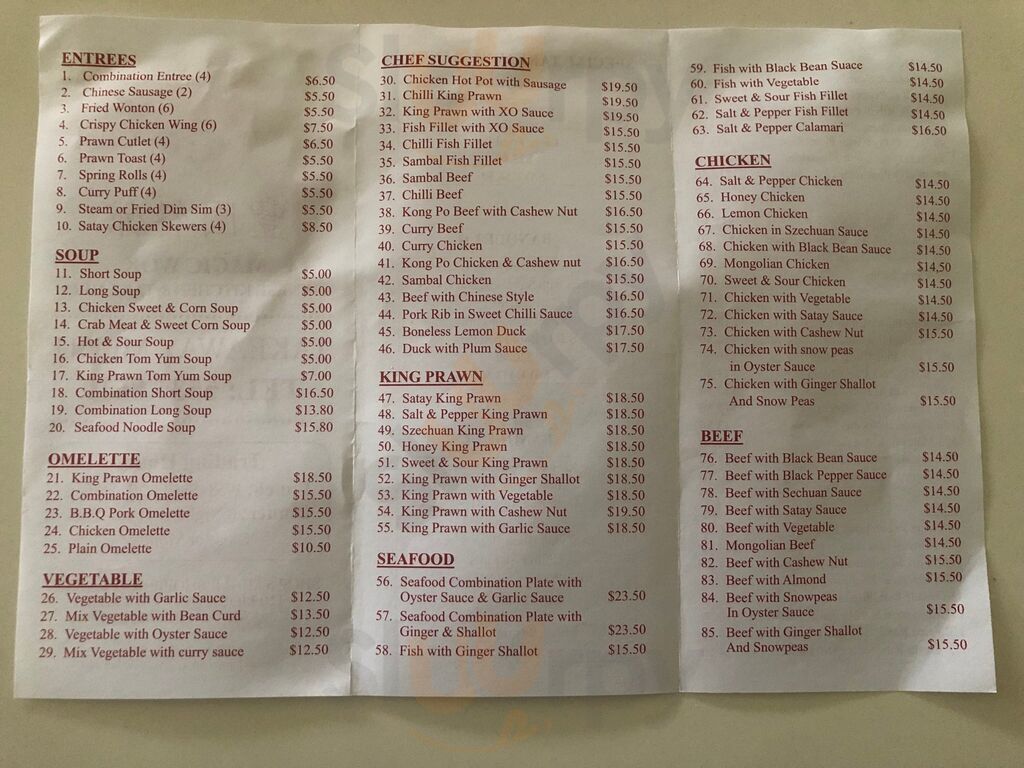 ENTREES
1. Combination Entree (4) $6.50
2. Chinese Sausage (2) $5.50
3. Fried Wonton (6) $5.50
4. Crispy Chicken Wing (6) $7.50
5. Prawn Cutlet (4) $6.50
6. Prawn Toast (4) $5.50
7. Spring Rolls (4) $5.50
8. Curry Puff (4) $5.50
9. Steam or Fried Dim Sim (3) $5.50
10. Satay Chicken Skewers (4) $8.50
SOUP
11. Short Soup $5.00
12. Long Soup $5.00
13. Chicken Sweet & Corn Soup $5.00
14. Crab Meat & Sweet Corn Soup $5.00
15. Hot & Sour Soup $5.00
16. Chicken Tom Yum Soup $5.00
17. King Prawn Tom Yum Soup $7.00
18. Combination Short Soup $16.50
19. Combination Long Soup $13.80
20. Seafood Noodle Soup $15.80
OMELETTE
21. King Prawn Omelette $18.50
22. Combination Omelette $15.50
23. B.B.Q Pork Omelette $15.50
24. Chicken Omelette $15.50
25. Plain Omelette $10.50
VEGETABLE
26. Vegetable with Garlic Sauce $12.50
27. Mix Vegetable with Bean Curd $13.50
28. Vegetable with Oyster Sauce $12.50
29. Mix Vegetable with curry sauce $12.50
CHEF SUGGESTION
30. Chicken Hot Pot with Sausage $19.50
31. Chilli King Prawn $19.50
32. King Prawn with XO Sauce $19.50
33. Fish Fillet with XO Sauce $15.50
34. Chilli Fish Fillet $15.50
35. Sambal Fish Fillet $15.50
36. Sambal Beef $15.50
37. Chilli Beef $15.50
38. Kong Po Beef with Cashew Nut $16.50
39. Curry Beef $15.50
40. Curry Chicken $15.50
41. Kong Po Chicken & Cashew nut $16.50
42. Sambal Chicken $15.50
43. Beef with Chinese Style $16.50
44. Pork Rib in Sweet Chilli Sauce $16.50
45. Boneless Lemon Duck $17.50
46. Duck with Plum Sauce $17.50
KING PRAWN
47. Satay King Prawn $18.50
48. Salt & Pepper King Prawn $18.50
49. Szechuan King Prawn $18.50
50. Honey King Prawn $18.50
51. Sweet & Sour King Prawn $18.50
52. King Prawn with Ginger Shallot $18.50
53. King Prawn with Vegetable $18.50
54. King Prawn with Cashew Nut $19.50
55. King Prawn with Garlic Sauce $18.50
SEAFOOD
56. Seafood Combination Plate with
Oyster Sauce & Garlic Sauce $23.50
57. Seafood Combination Plate with
Ginger & Shallot $23.50
58. Fish with Ginger Shallot $15.50
59. Fish with Black Bean Suace $14.50
60. Fish with Vegetable $14.50
61. Sweet & Sour Fish Fillet $14.50
62. Salt & Pepper Fish Fillet $14.50
63. Salt & Pepper Calamari $16.50
CHICKEN
64. Salt & Pepper Chicken $14.50
65. Honey Chicken $14.50
66. Lemon Chicken $14.50
67. Chicken in Szechuan Sauce $14.50
68. Chicken with Black Bean Sauce $14.50
69. Mongolian Chicken $14.50
70. Sweet & Sour Chicken $14.50
71. Chicken with Vegetable $14.50
72. Chicken with Satay Sauce $14.50
73. Chicken with Cashew Nut $15.50
74. Chicken with snow peas
in Oyster Sauce $15.50
75. Chicken with Ginger Shallot
And Snow Peas $15.50
BEEF
76. Beef with Black Bean Sauce $14.50
77. Beef with Black Pepper Sauce $14.50
78. Beef with Sechuan Sauce $14.50
79. Beef with Satay Sauce $14.50
80. Beef with Vegetable $14.50
81. Mongolian Beef $14.50
82. Beef with Cashew Nut $15.50
83. Beef with Almond $15.50
84. Beef with Snowpeas
In Oyster Sauce $15.50
85. Beef with Ginger Shallot
And Snowpeas $15.50